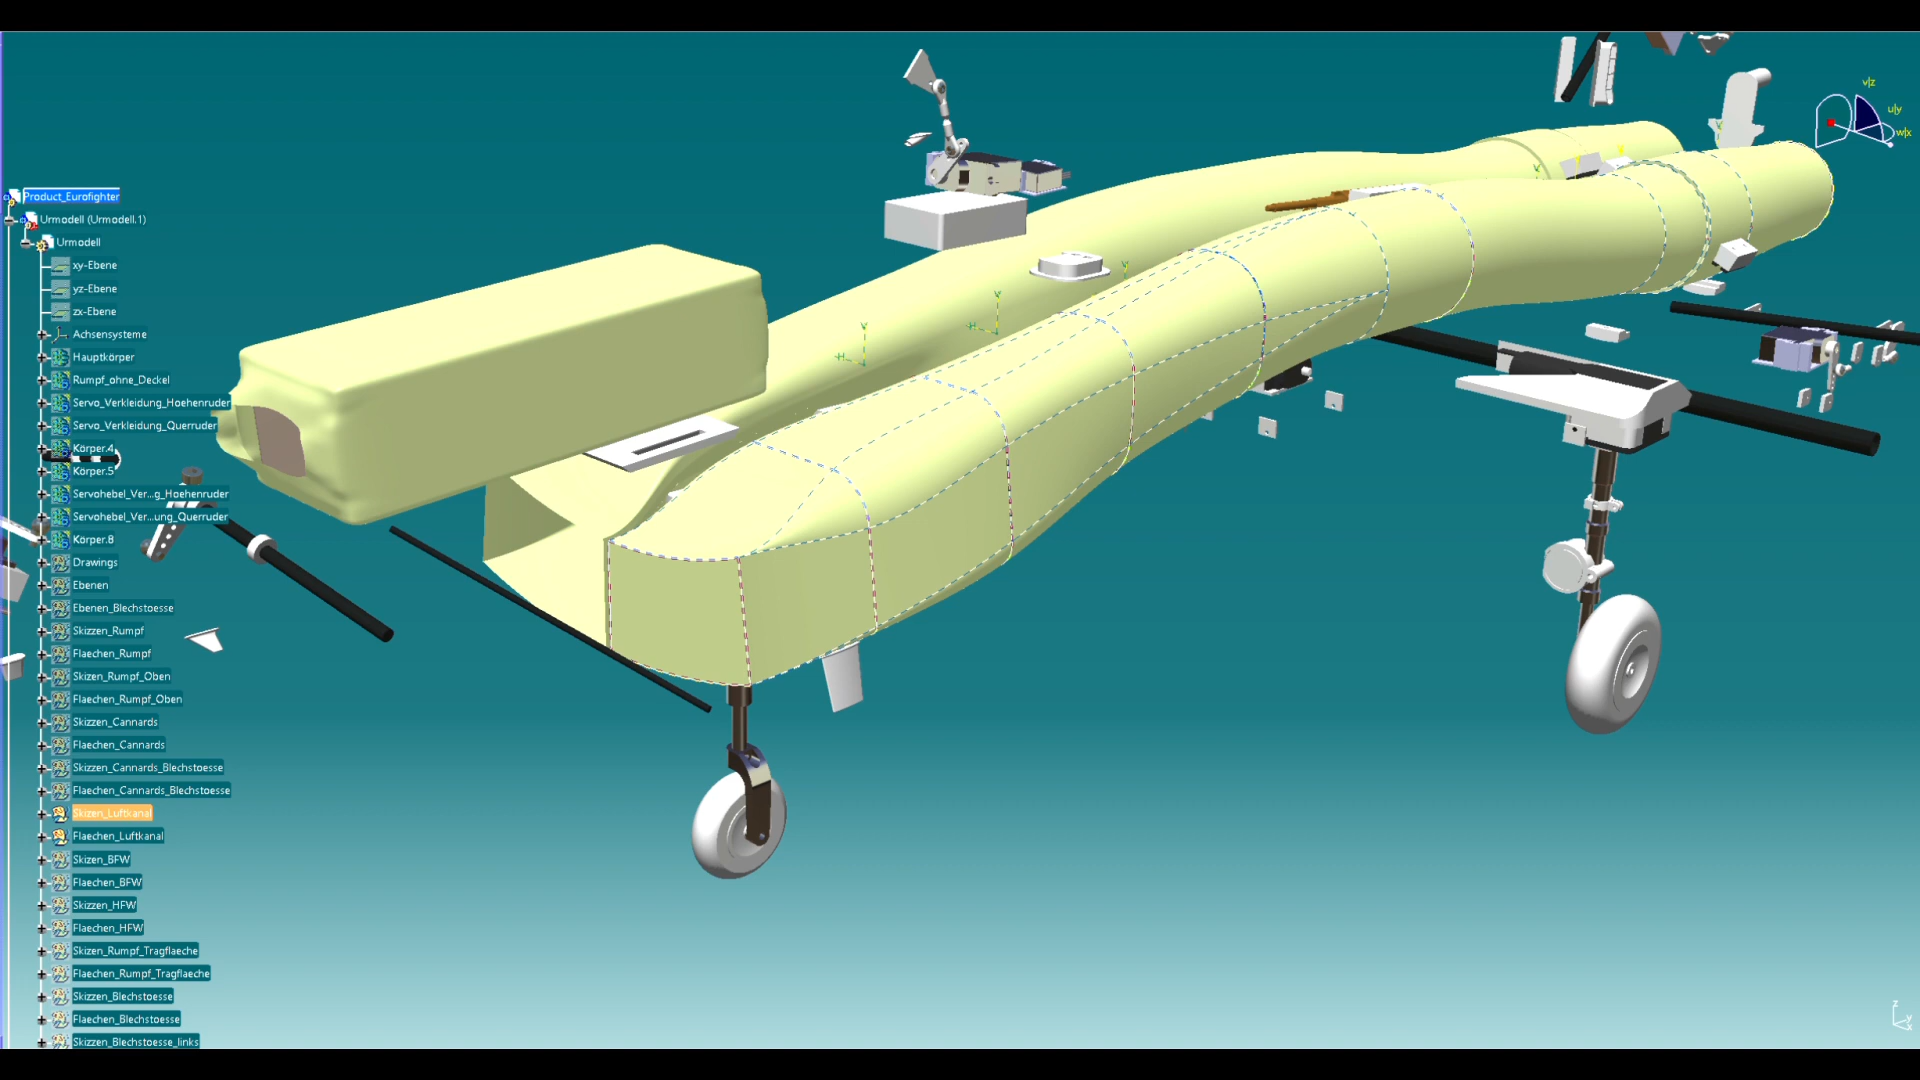 v|z
u|y
w|x
Product_Eurofighter
Urmodell (Urmodell.1)
Urmodell
xy-Ebene
yz-Ebene
zx-Ebene
Achsensysteme
Hauptkörper
Rumpf_ohne_Deckel
Servo_Verkleidung_Hoehenruder
Servo_Verkleidung_Querruder
Körper.4
Körper.5
Servohebel_Ver...g_Hoehenruder
Servohebel_Ver...ung_Querruder
Körper.8
Drawings
Ebenen
Ebenen_Blechstoesse
Skizzen_Rumpf
Flaechen_Rumpf
Skizen_Rumpf_Oben
Flaechen_Rumpf_Oben
Skizzen_Cannards
Flaechen_Cannards
Skizzen_Cannards_Blechstoesse
Flaechen_Cannards_Blechstoesse
Skizen_Luftkanal
Flaechen_Luftkanal
Skizen_BFW
Flaechen_BFW
Skizzen_HFW
Flaechen_HFW
Skizen_Rumpf_Tragflaeche
Flaechen_Rumpf_Tragflaeche
Skizzen_Blechstoesse
Flaechen_Blechstoesse
Skizzen_Blechstoesse_links